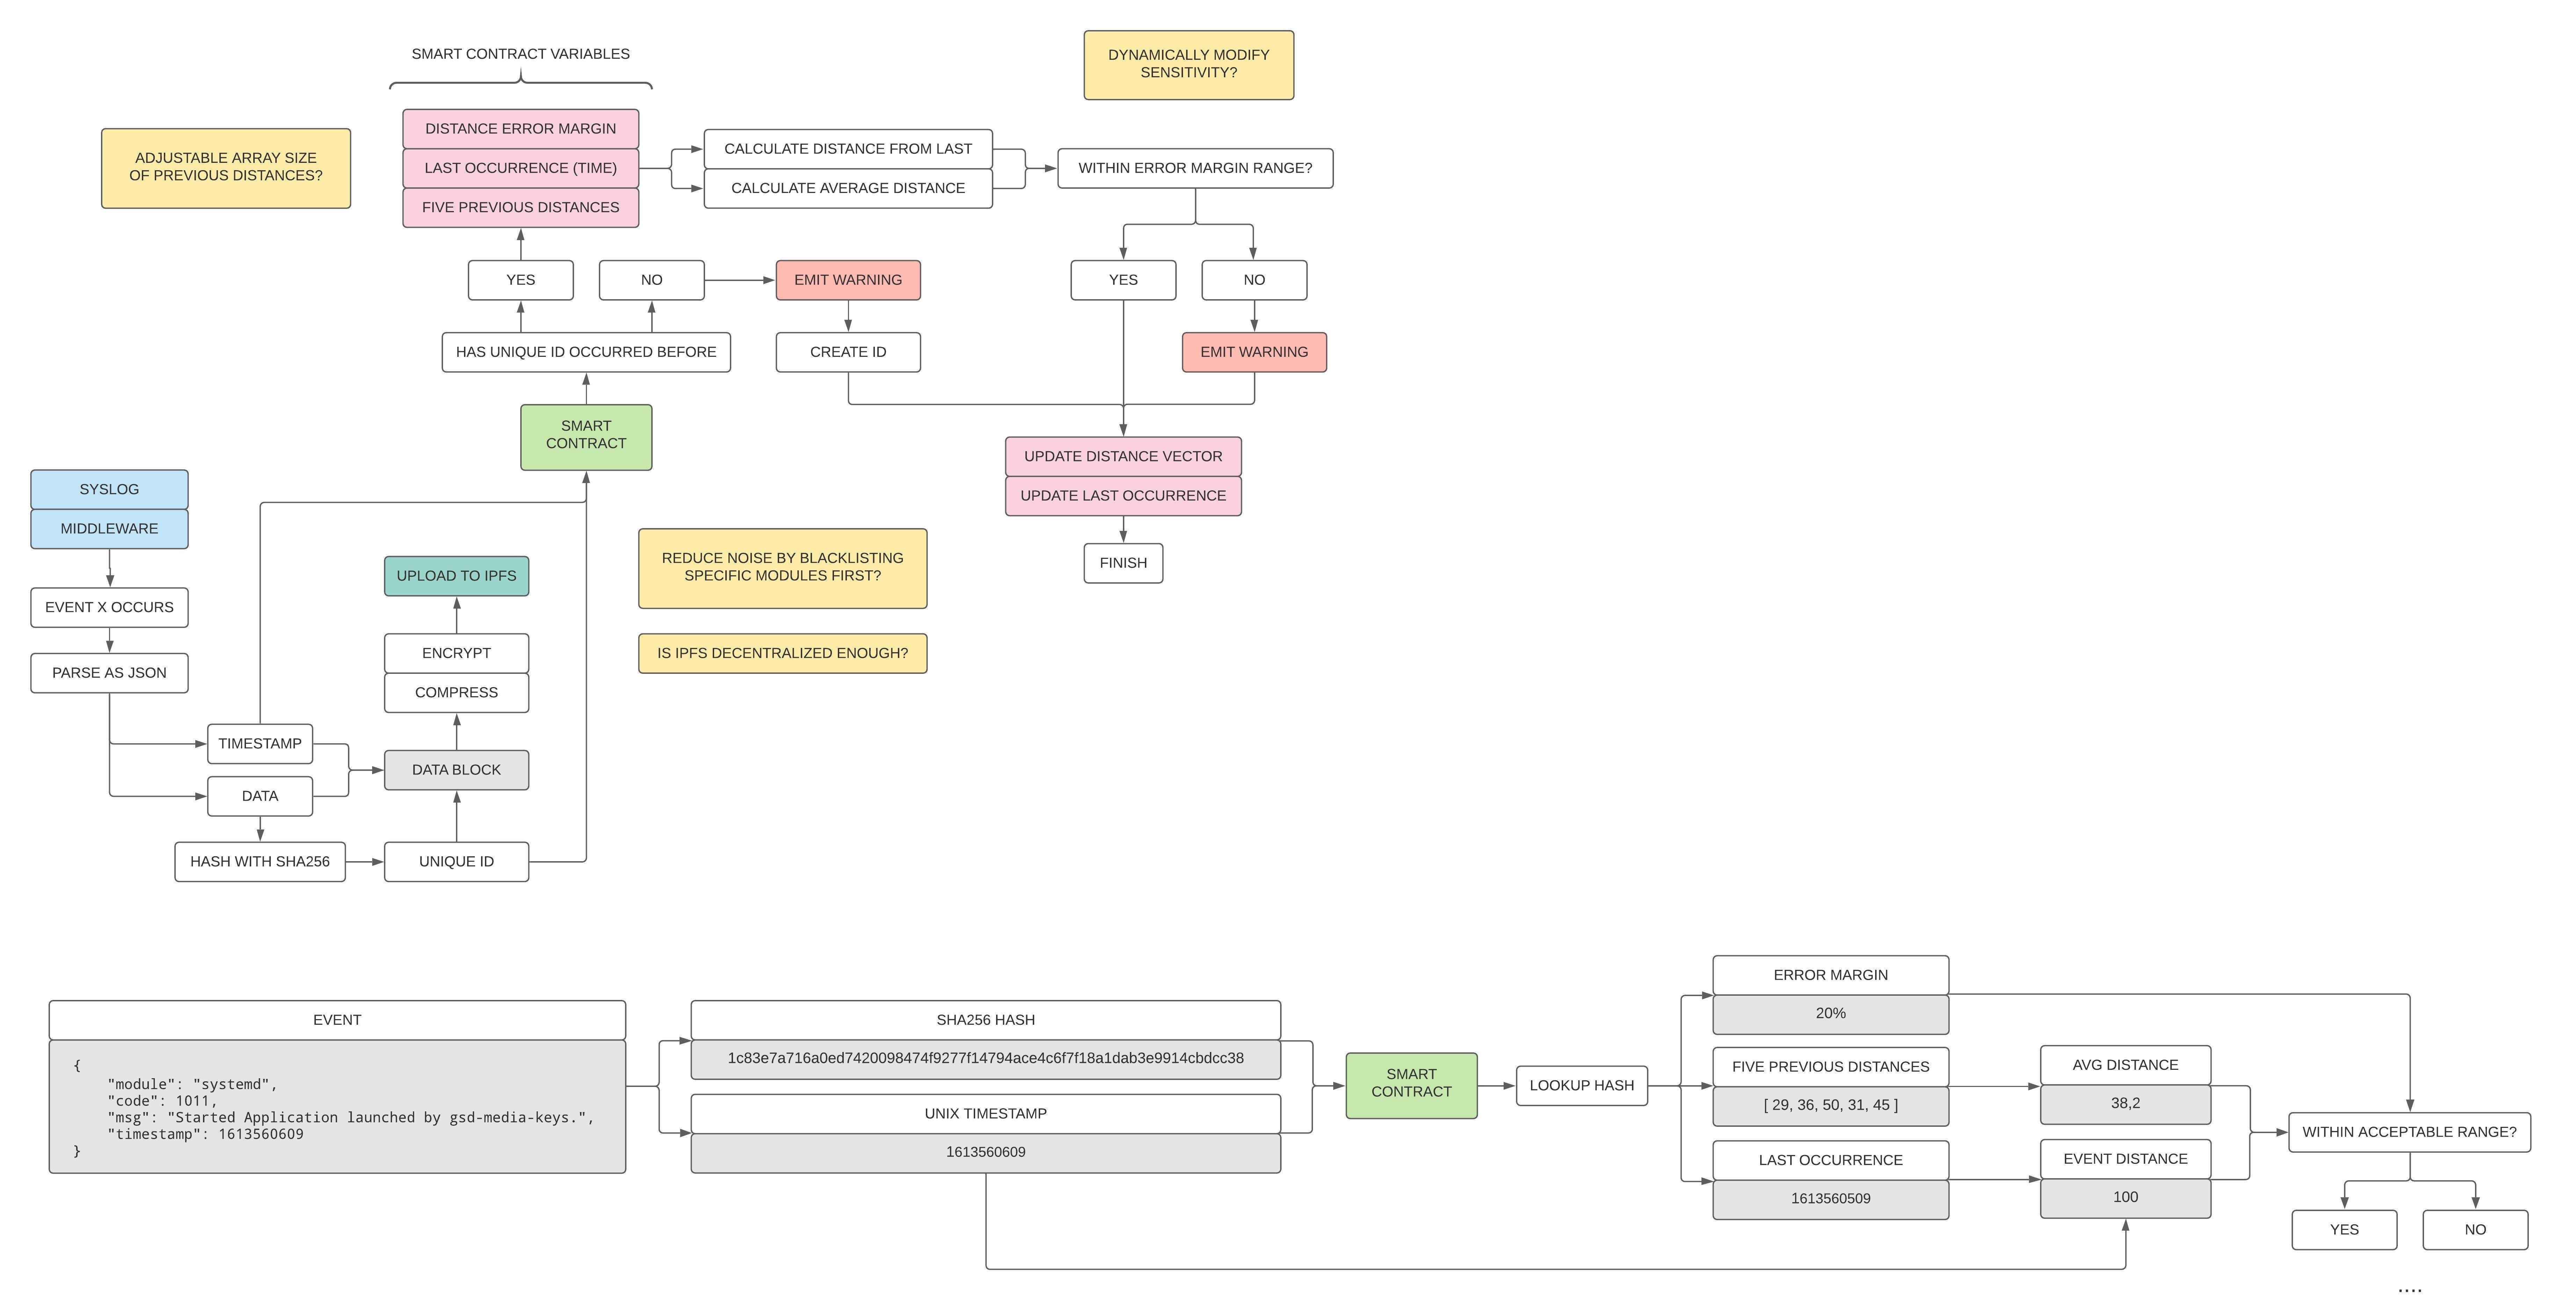 SMART CONTRACT VARIABLES
DYNAMICALLY MODIFY
SENSITIVITY?
ADJUSTABLE ARRAY SIZE
OF PREVIOUS DISTANCES?
DISTANCE ERROR MARGIN
LAST OCCURRENCE (TIME)
FIVE PREVIOUS DISTANCES
CALCULATE DISTANCE FROM LAST
CALCULATE AVERAGE DISTANCE
WITHIN ERROR MARGIN RANGE?
YES
NO
EMIT WARNING
YES
NO
HAS UNIQUE ID OCCURRED BEFORE
CREATE ID
EMIT WARNING
SMART
CONTRACT
UPDATE DISTANCE VECTOR
UPDATE LAST OCCURRENCE
FINISH
SYSLOG
MIDDLEWARE
EVENT X OCCURS
PARSE AS JSON
UPLOAD TO IPFS
ENCRYPT
COMPRESS
REDUCE NOISE BY BLACKLISTING
SPECIFIC MODULES FIRST?
IS IPFS DECENTRALIZED ENOUGH?
TIMESTAMP
DATA
DATA BLOCK
HASH WITH SHA256
UNIQUE ID
EVENT
{
"module": "systemd",
"code": 1011,
"msg": "Started Application launched by gsd-media-keys.",
"timestamp": 1613560609
}
SHA256 HASH
1c83e7a716a0ed7420098474f9277f14794ace4c6f7f18a1dab3e9914cbdcc38
UNIX TIMESTAMP
1613560609
SMART
CONTRACT
LOOKUP HASH
ERROR MARGIN
20%
FIVE PREVIOUS DISTANCES
[ 29, 36, 50, 31, 45 ]
LAST OCCURRENCE
1613560509
AVG DISTANCE
38,2
EVENT DISTANCE
100
WITHIN ACCEPTABLE RANGE?
YES
NO
....